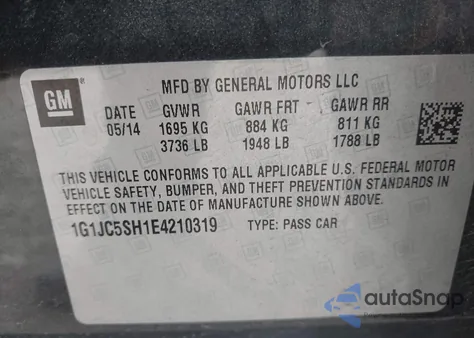 GM
MFD BY GENERAL MOTORS LLC
DATE GVWR GAWR FRT GAWR RR
05/14 1695 KG 884 KG 811 KG
3736 LB 1948 LB 1788 LB
THIS VEHICLE CONFORMS TO ALL APPLICABLE U.S. FEDERAL MOTOR
VEHICLE SAFETY, BUMPER, AND THEFT PREVENTION STANDARDS IN
EFFECT ON THE DATE OF MANUFACTURE SHOWN ABOVE.
1G1JC5SH1E4210319 TYPE: PASS CAR
autoSnap